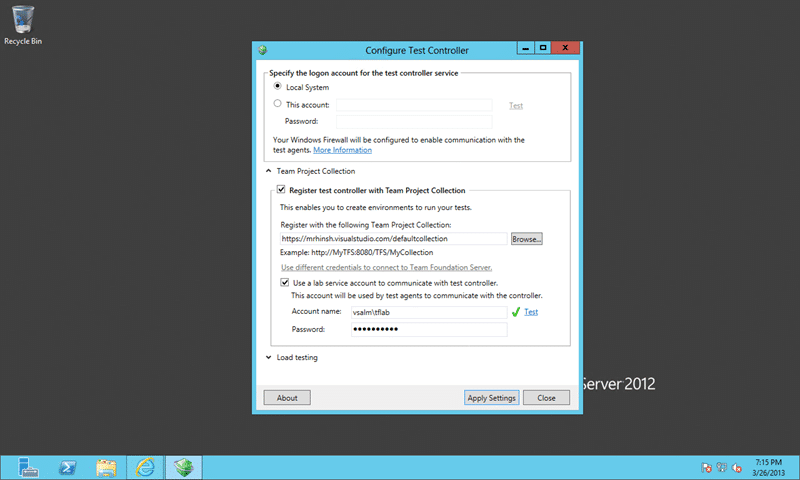 Recycle Bin
Configure Test Controller
Specify the logon account for the test controller service
Local System
This account:
Test
Password:
Your Windows Firewall will be configured to enable communication with the
test agents. More Information
Team Project Collection
Register test controller with Team Project Collection
This enables you to create environments to run your tests.
Register with the following Team Project Collection:
https://mrhinsh.visualstudio.com/defaultcollection
Browse...
Example: http://MyTFS:8080/TFS/MyCollection
Use different credentials to connect to Team Foundation Server.
Use a lab service account to communicate with test controller.
This account will be used by test agents to communicate with the controller.
Account name:
vsalm\tflab
Test
Password:
••••••••••
Load testing
Server 2012
About
Apply Settings
Close
7:15 PM
3/26/2013